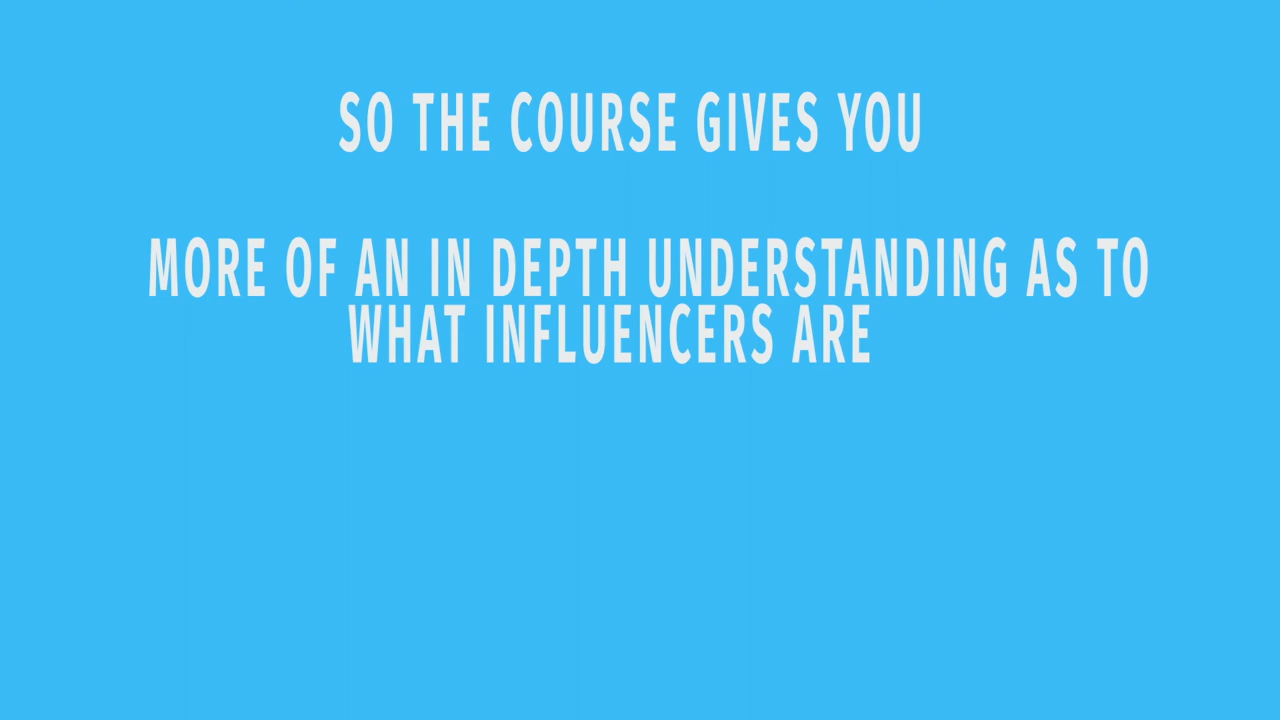 SO THE COURSE GIVES YOU
MORE OF AN IN DEPTH UNDERSTANDING AS TO
WHAT INFLUENCERS ARE